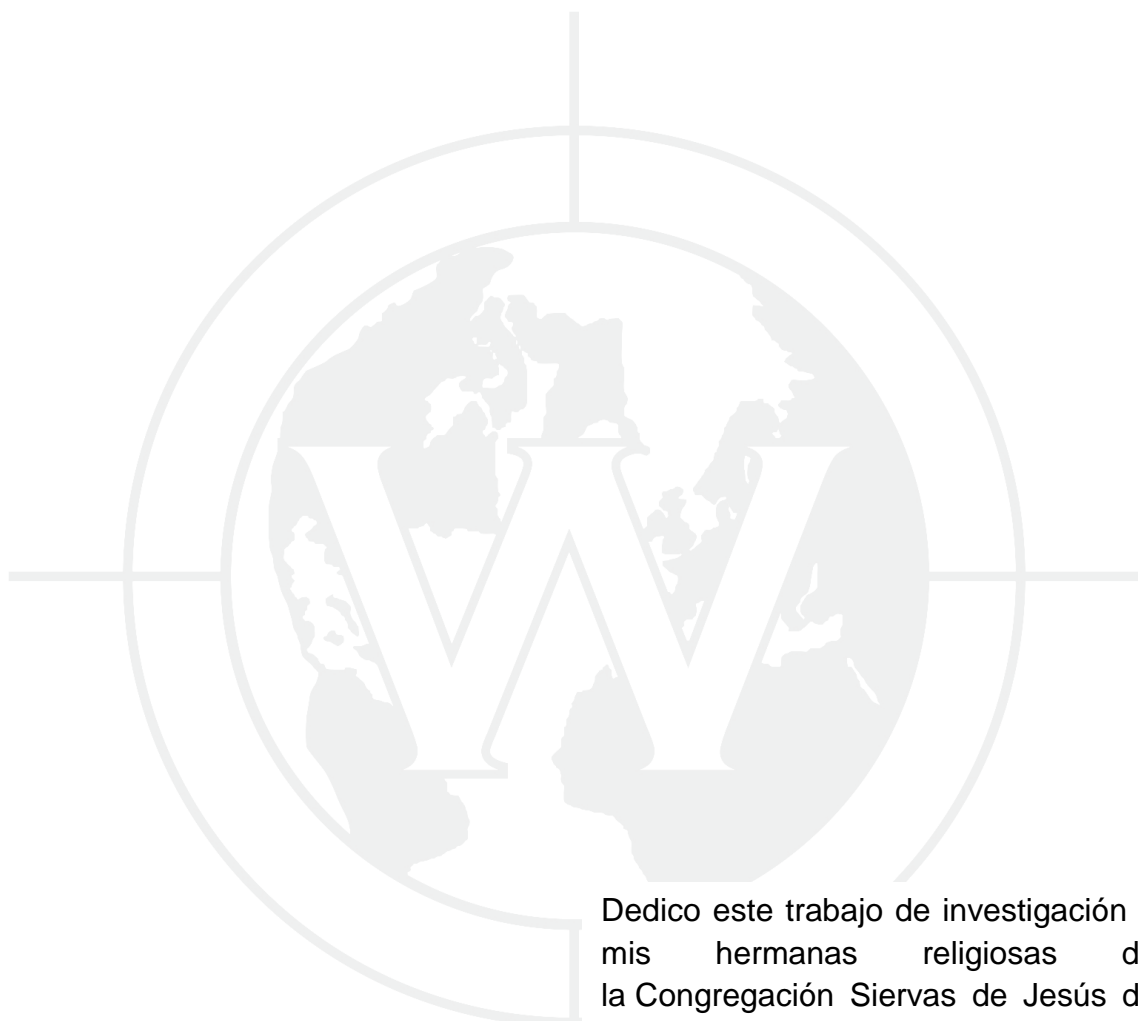 W
Dedico este trabajo de investigación
mis hermanas religiosas d
la Congregación Siervas de Jesús d